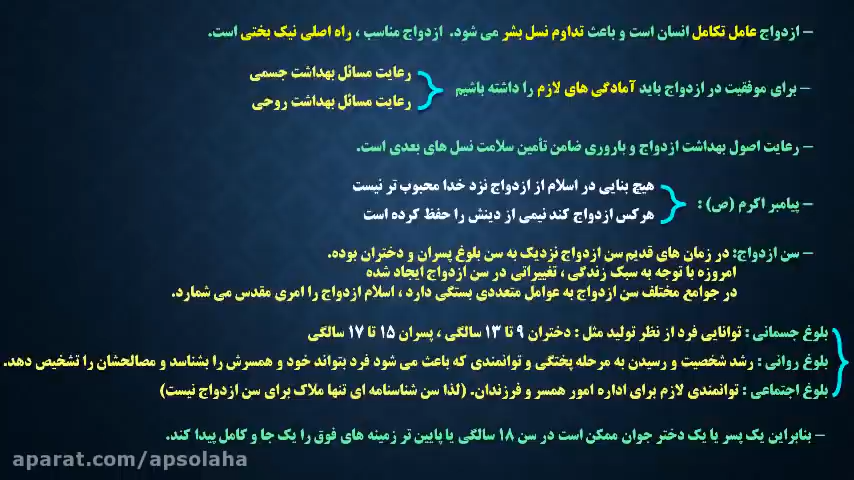 – ازدواج عامل تکامل انسان است و باعث تداوم نسل بشر می شود. ازدواج مناسب ، راه اصلی نیک بختی است.
– برای موفقیت در ازدواج باید آمادگی های لازم را داشته باشیم
رعایت مسائل بهداشت جسمی
رعایت مسائل بهداشت روحی
– رعایت اصول بهداشت ازدواج و باروری ضامن تأمین سلامت نسل های بعدی است.
– پیامبر اکرم (ص) :
هیچ بنایی در اسلام از ازدواج نزد خدا محبوب تر نیست
هرکس ازدواج کند نیمی از دینش را حفظ کرده است
– سن ازدواج: در زمان های قدیم سن ازدواج نزدیک به سن بلوغ پسران و دختران بوده.
امروزه با توجه به سبک زندگی ، تغییراتی در سن ازدواج ایجاد شده
در جوامع مختلف سن ازدواج به عوامل متعددی بستگی دارد ، اسلام ازدواج را امری مقدس می شمارد.
بلوغ جسمانی : توانایی فرد از نظر تولید مثل : دختران ۹ تا ۱۳ سالگی ، پسران ۱۵ تا ۱۷ سالگی
بلوغ روانی : رشد شخصیت و رسیدن به مرحله پختگی و توانمندی که باعث می شود فرد بتواند خود و همسرش را بشناسد و مصالحشان را تشخیص دهد.
بلوغ اجتماعی : توانمندی لازم برای اداره امور همسر و فرزندان. (لذا سن شناسنامه ای تنها ملاک برای سن ازدواج نیست)
– بنابراین یک پسر یا یک دختر جوان ممکن است در سن ۱۸ سالگی یا پایین تر زمینه های فوق را یک جا و کامل پیدا کند.
aparat.com/apsolaha